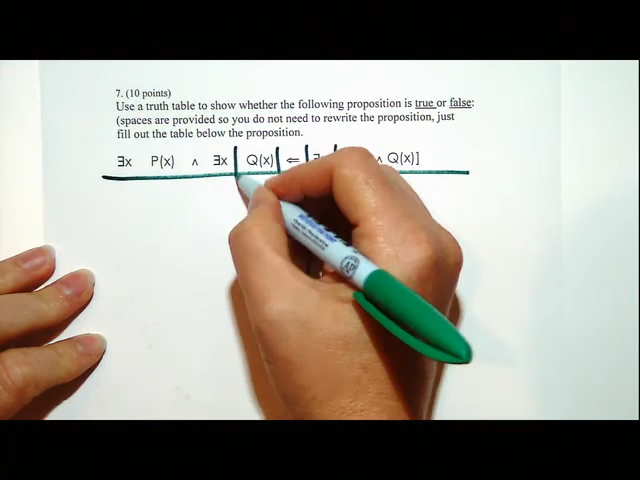 7. (10 points)
Use a truth table to show whether the following proposition is true or false:
(spaces are provided so you do not need to rewrite the proposition, just
fill out the table below the proposition.
∃x P(x) ∧ ∃x Q(x) ⇐ ∧ Q(x)]